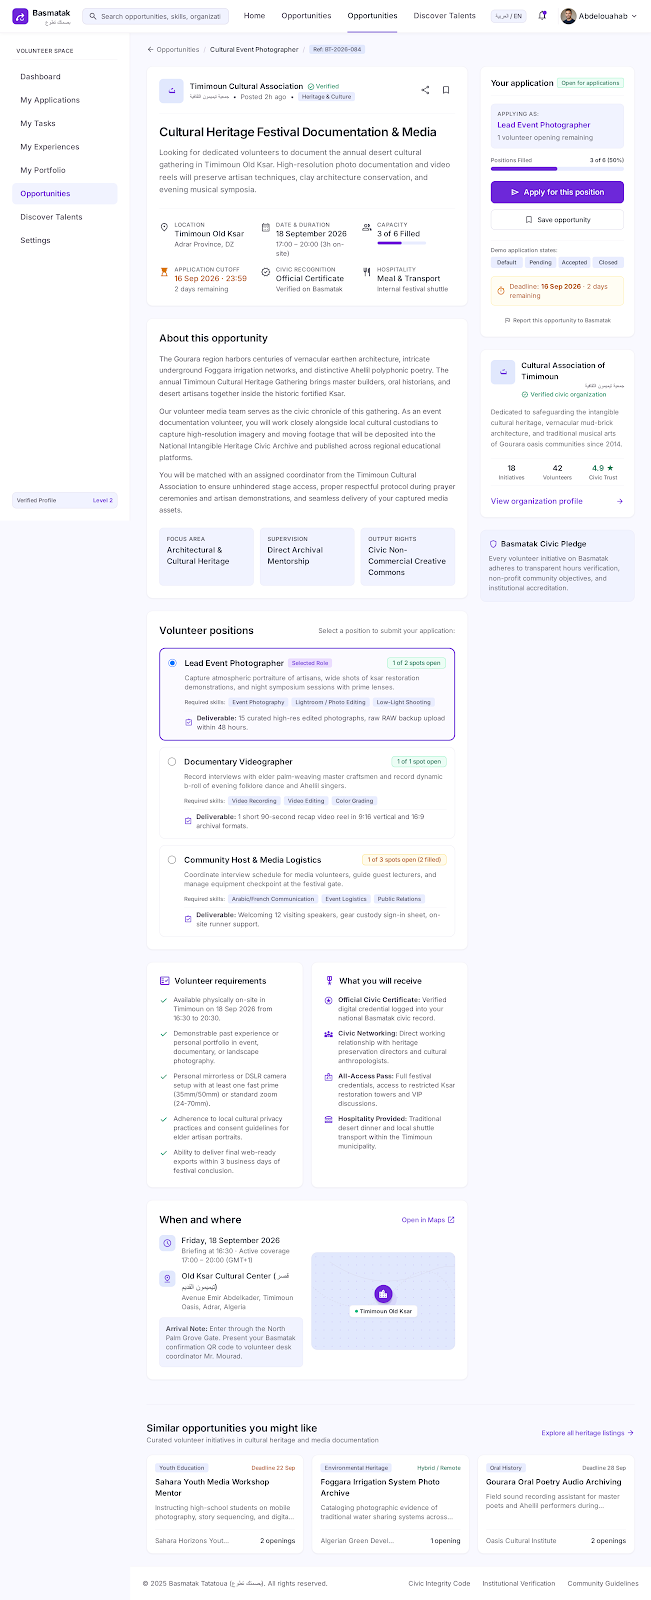 Basmatak
بصمتك تطوع
Search opportunities, skills, organizati
Home
Opportunities
Opportunities
Discover Talents
العربية / EN
Abdelouahab
VOLUNTEER SPACE
Dashboard
My Applications
My Tasks
My Experiences
My Portfolio
Opportunities
Discover Talents
Settings
Verified Profile
Level 2
Opportunities / Cultural Event Photographer / Ref: BT-2026-084
ت
Timimoun Cultural Association
Verified
جمعية تيميمون الثقافية • Posted 2h ago • Heritage & Culture
Cultural Heritage Festival Documentation & Media
Looking for dedicated volunteers to document the annual desert cultural
gathering in Timimoun Old Ksar. High-resolution photo documentation and video
reels will preserve artisan techniques, clay architecture conservation, and
evening musical symposia.
LOCATION
Timimoun Old Ksar
Adrar Province, DZ
DATE & DURATION
18 September 2026
17:00 – 20:00 (3h on-
site)
CAPACITY
3 of 6 Filled
APPLICATION CUTOFF
16 Sep 2026 · 23:59
2 days remaining
CIVIC RECOGNITION
Official Certificate
Verified on Basmatak
HOSPITALITY
Meal & Transport
Internal festival shuttle
About this opportunity
The Gourara region harbors centuries of vernacular earthen architecture, intricate
underground Foggara irrigation networks, and distinctive Ahellil polyphonic poetry. The
annual Timimoun Cultural Heritage Gathering brings master builders, oral historians, and
desert artisans together inside the historic fortified Ksar.
Our volunteer media team serves as the civic chronicle of this gathering. As an event
documentation volunteer, you will work closely alongside local cultural custodians to
capture high-resolution imagery and moving footage that will be deposited into the
National Intangible Heritage Civic Archive and published across regional educational
platforms.
You will be matched with an assigned coordinator from the Timimoun Cultural
Association to ensure unhindered stage access, proper respectful protocol during prayer
ceremonies and artisan demonstrations, and seamless delivery of your captured media
assets.
FOCUS AREA
Architectural &
Cultural Heritage
SUPERVISION
Direct Archival
Mentorship
OUTPUT RIGHTS
Civic Non-
Commercial Creative
Commons
Volunteer positions
Select a position to submit your application:
Lead Event Photographer
Selected Role
1 of 2 spots open
Capture atmospheric portraiture of artisans, wide shots of ksar restoration
demonstrations, and night symposium sessions with prime lenses.
Required skills: Event Photography Lightroom / Photo Editing Low-Light Shooting
Deliverable: 15 curated high-res edited photographs, raw RAW backup upload
within 48 hours.
Documentary Videographer
1 of 1 spot open
Record interviews with elder palm-weaving master craftsmen and record dynamic
b-roll of evening folklore dance and Ahellil singers.
Required skills: Video Recording Video Editing Color Grading
Deliverable: 1 short 90-second recap video reel in 9:16 vertical and 16:9
archival formats.
Community Host & Media Logistics
1 of 3 spots open (2 filled)
Coordinate interview schedule for media volunteers, guide guest lecturers, and
manage equipment checkpoint at the festival gate.
Required skills: Arabic/French Communication Event Logistics Public Relations
Deliverable: Welcoming 12 visiting speakers, gear custody sign-in sheet, on-
site runner support.
Volunteer requirements
Available physically on-site in
Timimoun on 18 Sep 2026 from
16:30 to 20:30.
Demonstrable past experience or
personal portfolio in event,
documentary, or landscape
photography.
Personal mirrorless or DSLR camera
setup with at least one fast prime
(35mm/50mm) or standard zoom
(24-70mm).
Adherence to local cultural privacy
practices and consent guidelines for
elder artisan portraits.
Ability to deliver final web-ready
exports within 3 business days of
festival conclusion.
What you will receive
Official Civic Certificate: Verified
digital credential logged into your
national Basmatak civic record.
Civic Networking: Direct working
relationship with heritage
preservation directors and cultural
anthropologists.
All-Access Pass: Full festival
credentials, access to restricted Ksar
restoration towers and VIP
discussions.
Hospitality Provided: Traditional
desert dinner and local shuttle
transport within the Timimoun
municipality.
When and where
Open in Maps
Friday, 18 September 2026
Briefing at 16:30 · Active coverage
17:00 – 20:00 (GMT+1)
Old Ksar Cultural Center (قصر
تيميمون القديم)
Avenue Emir Abdelkader, Timimoun
Oasis, Adrar, Algeria
Arrival Note: Enter through the North
Palm Grove Gate. Present your Basmatak
confirmation QR code to volunteer desk
coordinator Mr. Mourad.
Timimoun Old Ksar
Your application
Open for applications
APPLYING AS:
Lead Event Photographer
1 volunteer opening remaining
Positions Filled
3 of 6 (50%)
Apply for this position
Save opportunity
Demo application states:
Default Pending Accepted Closed
Deadline: 16 Sep 2026 · 2 days
remaining
Report this opportunity to Basmatak
ت
Cultural Association of
Timimoun
جمعية تيميمون الثقافية
Verified civic organization
Dedicated to safeguarding the intangible
cultural heritage, vernacular mud-brick
architecture, and traditional musical arts
of Gourara oasis communities since 2014.
18
Initiatives
42
Volunteers
4.9 ★
Civic Trust
View organization profile
Basmatak Civic Pledge
Every volunteer initiative on Basmatak
adheres to transparent hours verification,
non-profit community objectives, and
institutional accreditation.
Similar opportunities you might like
Curated volunteer initiatives in cultural heritage and media documentation
Explore all heritage listings
Youth Education
Deadline 22 Sep
Sahara Youth Media Workshop
Mentor
Instructing high-school students on mobile
photography, story sequencing, and digita...
Sahara Horizons Yout...
2 openings
Environmental Heritage
Hybrid / Remote
Foggara Irrigation System Photo
Archive
Cataloging photographic evidence of
traditional water sharing systems across...
Algerian Green Devel...
1 opening
Oral History
Deadline 28 Sep
Gourara Oral Poetry Audio Archiving
Field sound recording assistant for master
poets and Ahellil performers during...
Oasis Cultural Institute
2 openings
© 2025 Basmatak Tatatoua (بصمتك تطوع). All rights reserved.
Civic Integrity Code
Institutional Verification
Community Guidelines